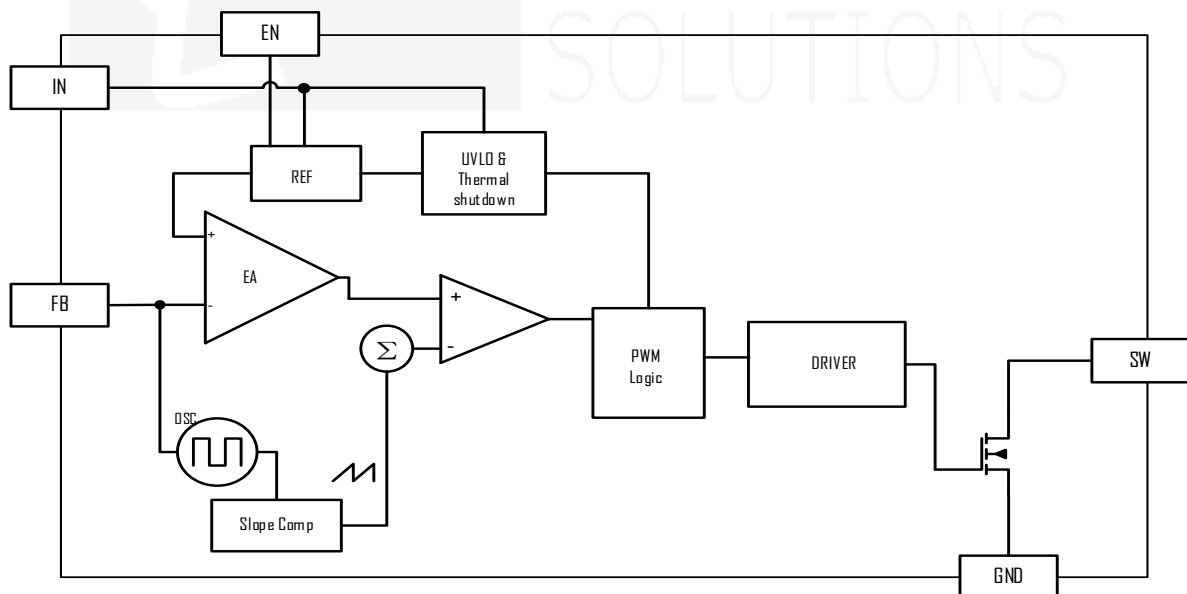 SOLUTIONS
EN
IN
REF
UVLO &
Thermal
shutdown
+
EA
-
FB
+
-
Σ
PWM
Logic
DRIVER
SW
OSC
Slope Comp
GND